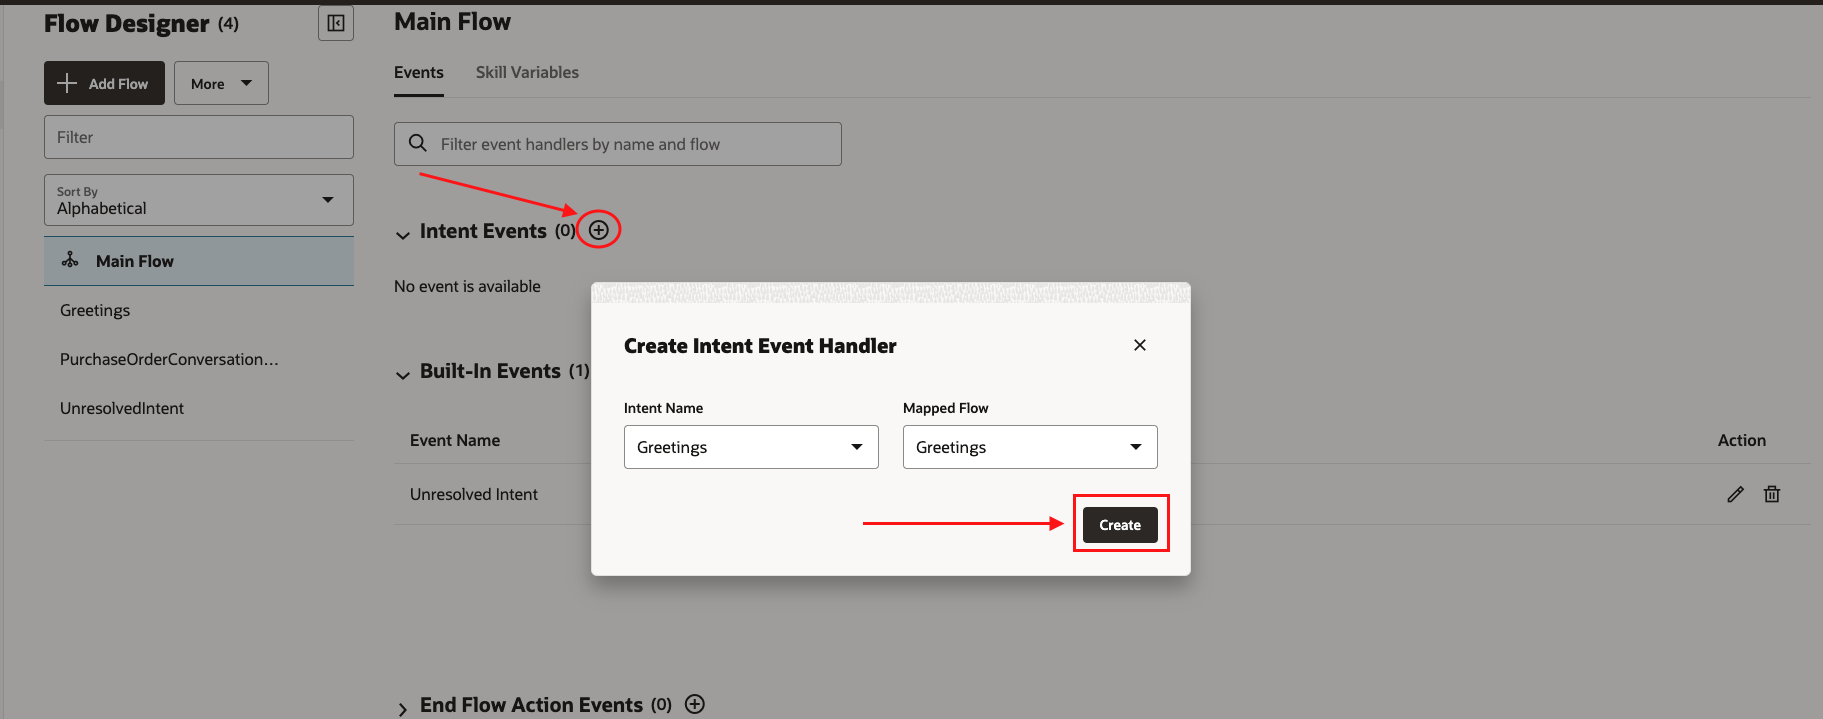 Flow Designer (4)
Add Flow
More
Filter
Sort By
Alphabetical
Main Flow
Greetings
PurchaseOrderConversation...
UnresolvedIntent
Main Flow
Events Skill Variables
Filter event handlers by name and flow
Intent Events (0)
No event is available
Built-In Events (1)
Event Name Action
Unresolved Intent
End Flow Action Events (0)
Create Intent Event Handler
Intent Name Mapped Flow
Greetings Greetings
Create